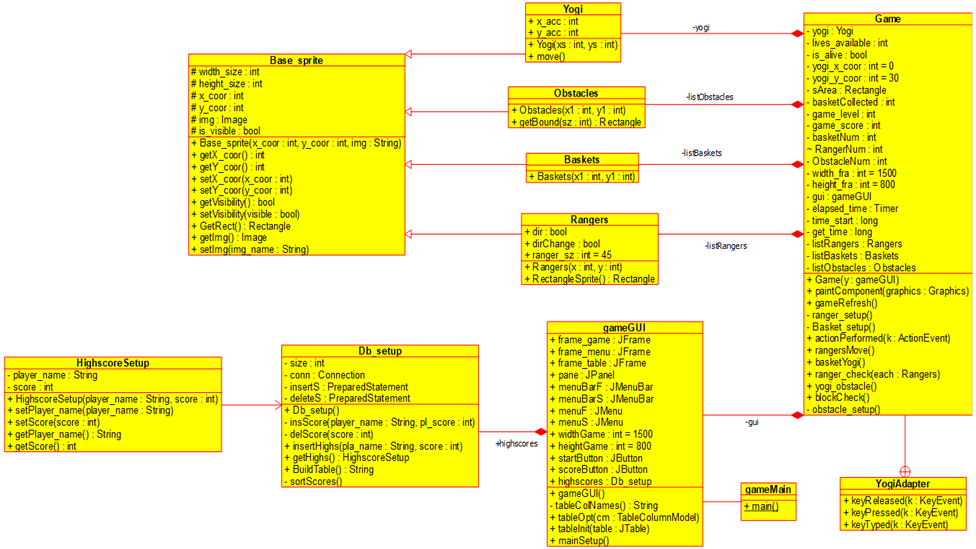 Yogi
+ x_acc : int
+ y_acc : int
+ Yogi(xs : int, ys : int)
+ move()
-yogi
Base_sprite
# width_size : int
# height_size : int
# x_coor : int
# y_coor : int
# img : Image
# is_visible : bool
+ Base_sprite(x_coor : int, y_coor : int, img : String)
+ getX_coor() : int
+ getY_coor() : int
+ setX_coor(x_coor : int)
+ setY_coor(y_coor : int)
+ getVisibility() : bool
+ setVisibility(visible : bool)
+ GetRect() : Rectangle
+ getImg() : Image
+ setImg(img_name : String)
Obstacles
+ Obstacles(x1 : int, y1 : int)
+ getBound(sz : int) : Rectangle
-listObstacles
Baskets
+ Baskets(x1 : int, y1 : int)
-listBaskets
Rangers
+ dir : bool
+ dirChange : bool
+ ranger_sz : int = 45
+ Rangers(x : int, y : int)
+ RectangleSprite() : Rectangle
-listRangers
Game
- yogi : Yogi
- lives_available : int
- is_alive : bool
- yogi_x_coor : int = 0
- yogi_y_coor : int = 30
- sArea : Rectangle
- basketCollected : int
- game_level : int
- game_score : int
- basketNum : int
~ RangerNum : int
- ObstacleNum : int
- width_fra : int = 1500
- height_fra : int = 800
- gui : gameGUI
- elapsed_time : Timer
- time_start : long
- get_time : long
- listRangers : Rangers
- listBaskets : Baskets
- listObstacles : Obstacles
+ Game(y : gameGUI)
+ paintComponent(graphics : Graphics)
+ gameRefresh()
- ranger_setup()
- Basket_setup()
+ actionPerformed(k : ActionEvent)
+ rangersMove()
+ basketYogi()
+ ranger_check(each : Rangers)
+ yogi_obstacle()
+ blockCheck()
- obstacle_setup()
HighscoreSetup
- player_name : String
- score : int
+ HighscoreSetup(player_name : String, score : int)
+ setPlayer_name(player_name : String)
+ setScore(score : int)
+ getPlayer_name() : String
+ getScore() : int
Db_setup
- size : int
- conn : Connection
- insertS : PreparedStatement
- deleteS : PreparedStatement
+ Db_setup()
- insScore(player_name : String, pl_score : int)
- delScore(score : int)
+ insertHighs(pla_name : String, score : int)
+ getHighs() : HighscoreSetup
+ BuildTable() : String
- sortScores()
+highscores
gameGUI
+ frame_game : JFrame
+ frame_menu : JFrame
+ frame_table : JFrame
+ pane : JPanel
+ menuBarF : JMenuBar
+ menuBarS : JMenuBar
+ menuF : JMenu
+ menuS : JMenu
+ widthGame : int = 1500
+ heightGame : int = 800
+ startButton : JButton
+ scoreButton : JButton
+ highscores : Db_setup
+ gameGUI()
- tableColNames() : String
+ tableOpt(cm : TableColumnModel)
+ tableInit(table : JTable)
+ mainSetup()
-gui
gameMain
+ main()
YogiAdapter
+ keyReleased(k : KeyEvent)
+ keyPressed(k : KeyEvent)
+ keyTyped(k : KeyEvent)